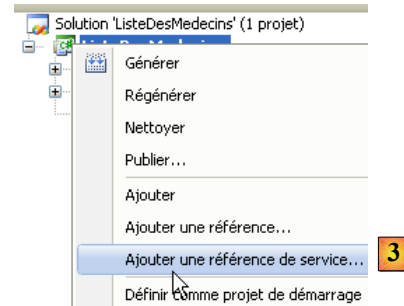 Solution 'ListeDesMedecins' (1 projet)
Générer
Régénérer
Nettoyer
Publier...
Ajouter
Ajouter une référence...
Ajouter une référence de service...
3
Définir comme projet de démarrage